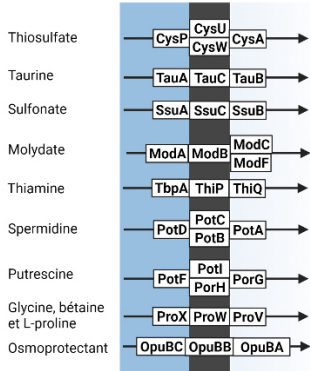 Thiosulfate CysP CysU CysW CysA
Taurine TauA TauC TauB
Sulfonate SsuA SsuC SsuB
Molydate ModA ModB ModC ModF
Thiamine TbpA ThiP ThiQ
Spermidine PotD PotC PotB PotA
Putrescine PotF PotI PorH PorG
Glycine, bétaine
et L-proline ProX ProW ProV
Osmoprotectant OpuBC OpuBB OpuBA